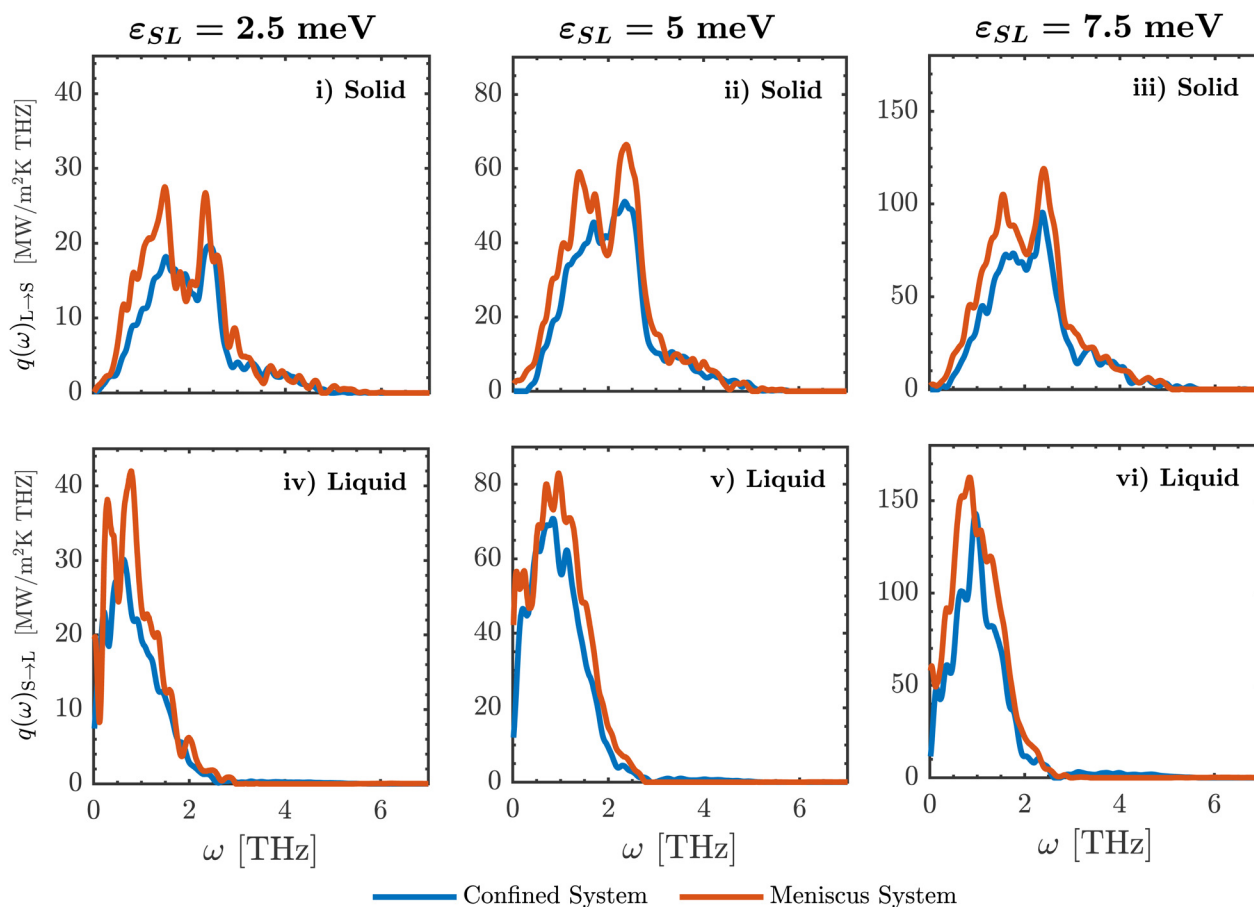 ε_SL = 2.5 meV ε_SL = 5 meV ε_SL = 7.5 meV
q(ω)_L→S [MW/m²K THZ]
i) Solid
40
30
20
10
0
ii) Solid
80
60
40
20
0
iii) Solid
150
100
50
0
q(ω)_S→L [MW/m²K THZ]
iv) Liquid
40
30
20
10
0
0 2 4 6
ω [THz]
v) Liquid
80
60
40
20
0
0 2 4 6
ω [THz]
vi) Liquid
150
100
50
0
0 2 4 6
ω [THz]
Confined System Meniscus System